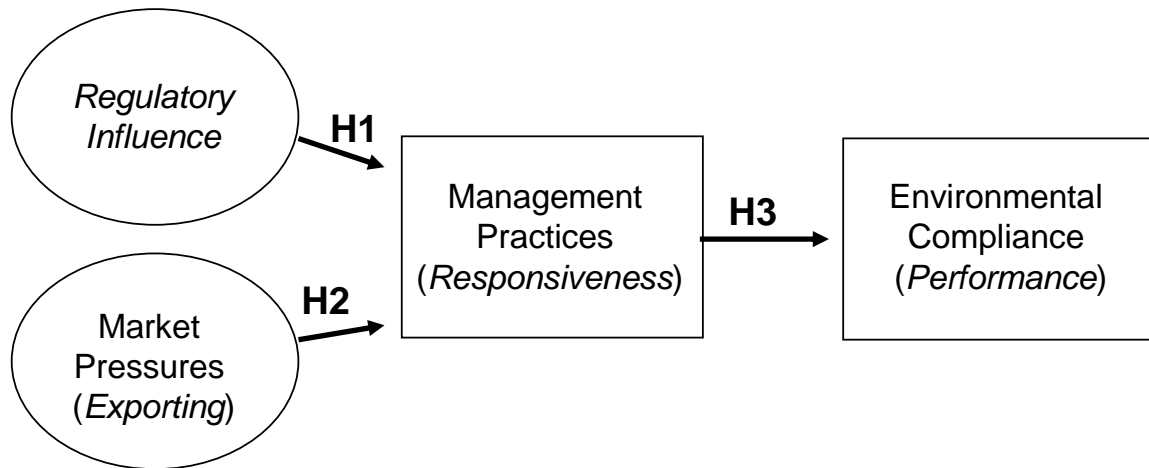 Regulatory
Influence
H1
Market
Pressures
(Exporting)
H2
Management
Practices
(Responsiveness)
H3
Environmental
Compliance
(Performance)